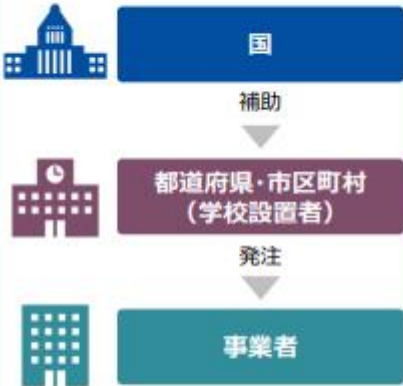 国
補助
都道府県・市区町村
（学校設置者）
発注
事業者